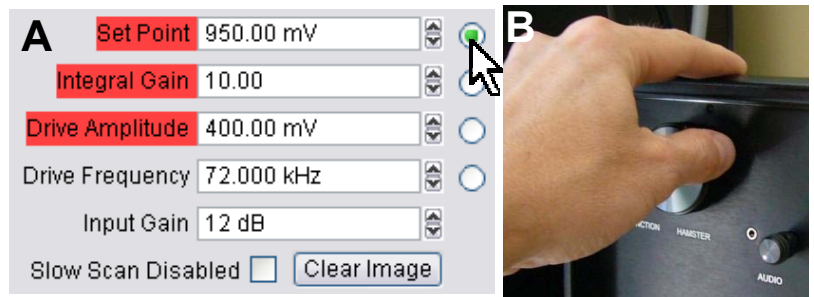 A
Set Point 950.00 mV
Integral Gain 10.00
Drive Amplitude 400.00 mV
Drive Frequency 72.000 kHz
Input Gain 12 dB
Slow Scan Disabled Clear Image
B
HAMSTER
AUDIO